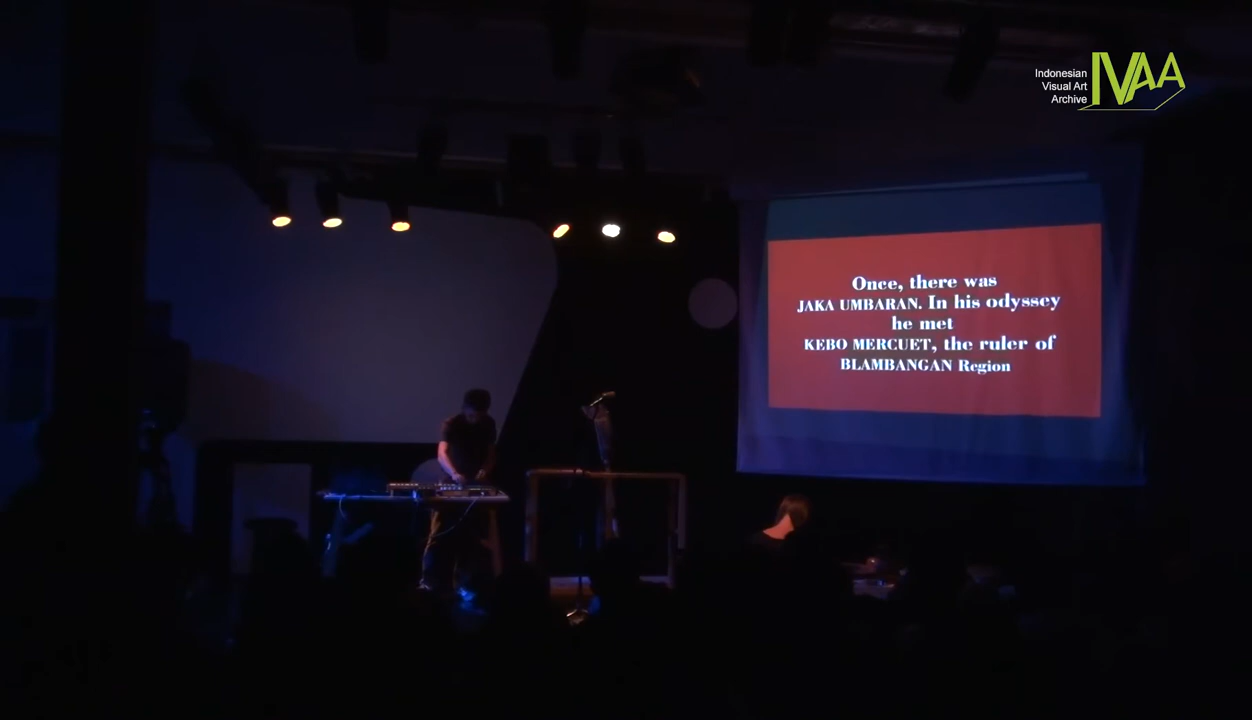 Indonesian
Visual Art
Archive
IVAA
Once, there was
JAKA UMBARAN. In his odyssey
he met
KEBO MERCUET, the ruler of
BLAMBANGAN Region